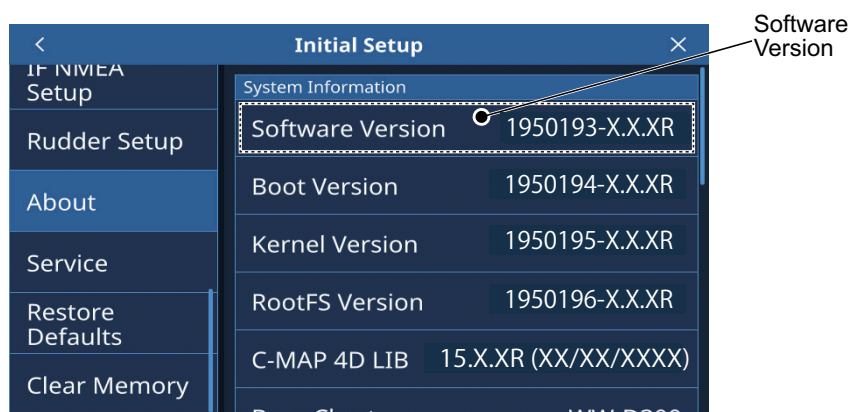 Software
Version
Initial Setup
IF NMEA
Setup
Rudder Setup
About
Service
Restore
Defaults
Clear Memory
System Information
Software Version 1950193-X.X.XR
Boot Version 1950194-X.X.XR
Kernel Version 1950195-X.X.XR
RootFS Version 1950196-X.X.XR
C-MAP 4D LIB 15.X.XR (XX/XX/XXXX)